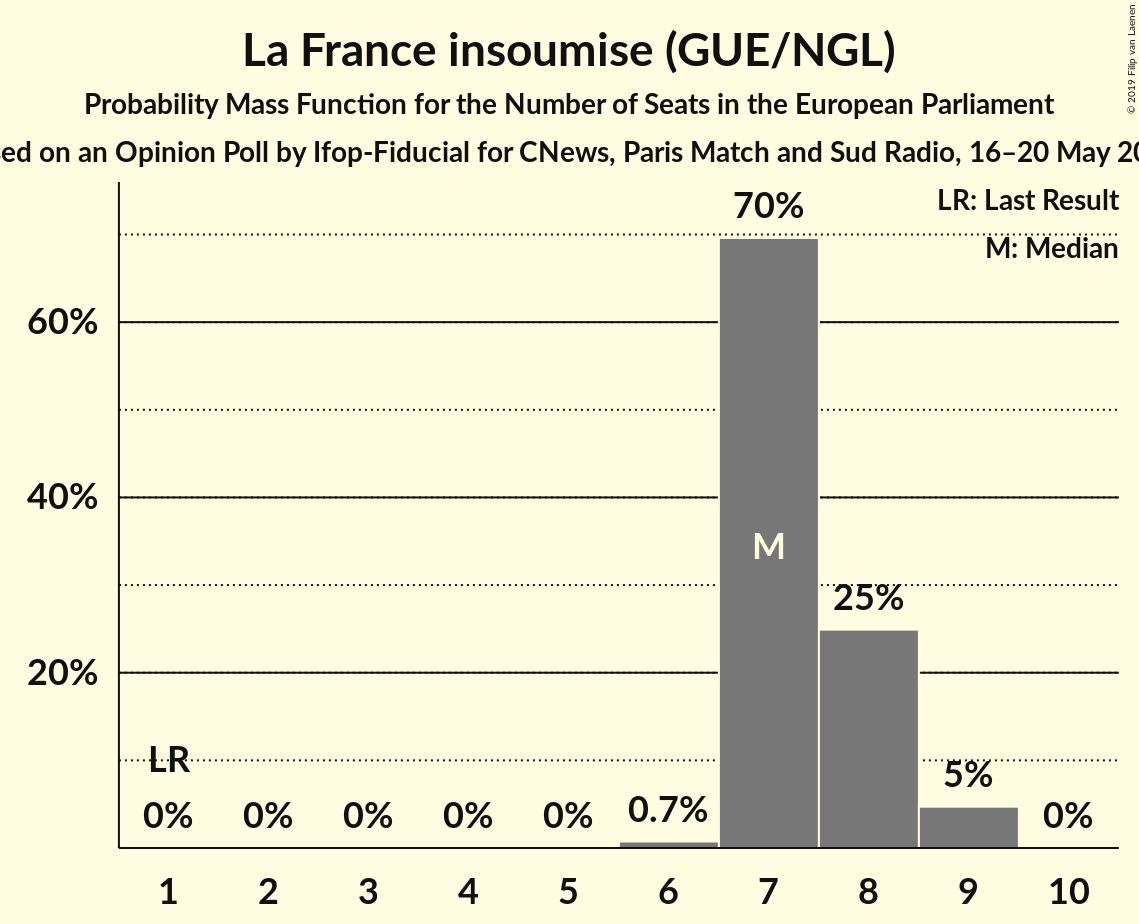 La France insoumise (GUE/NGL)
Probability Mass Function for the Number of Seats in the European Parliament
on an Opinion Poll by Ifop-Fiducial for CNews, Paris Match and Sud Radio, 16–20 May
© 2019 Filip van Laenen
LR: Last Result
M: Median
70%
60%
40%
M
25%
20%
LR
5%
0% 0% 0% 0% 0% 0.7% 0%
1 2 3 4 5 6 7 8 9 10